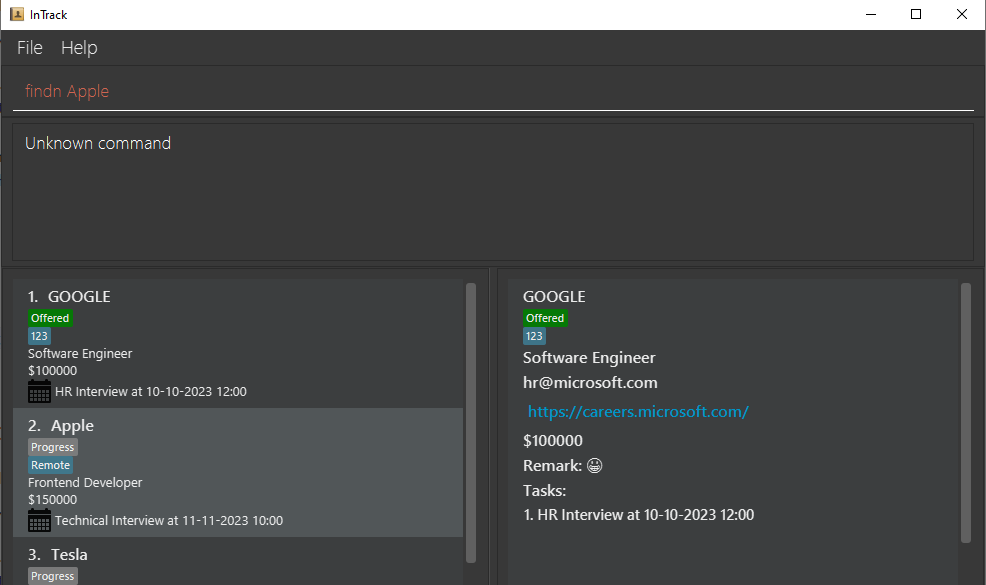 InTrack
File Help
findn Apple
Unknown command
1. GOOGLE
Offered
123
Software Engineer
$100000
HR Interview at 10-10-2023 12:00
2. Apple
Progress
Remote
Frontend Developer
$150000
Technical Interview at 11-11-2023 10:00
3. Tesla
Progress
GOOGLE
Offered
123
Software Engineer
hr@microsoft.com
https://careers.microsoft.com/
$100000
Remark: 😀
Tasks:
1. HR Interview at 10-10-2023 12:00